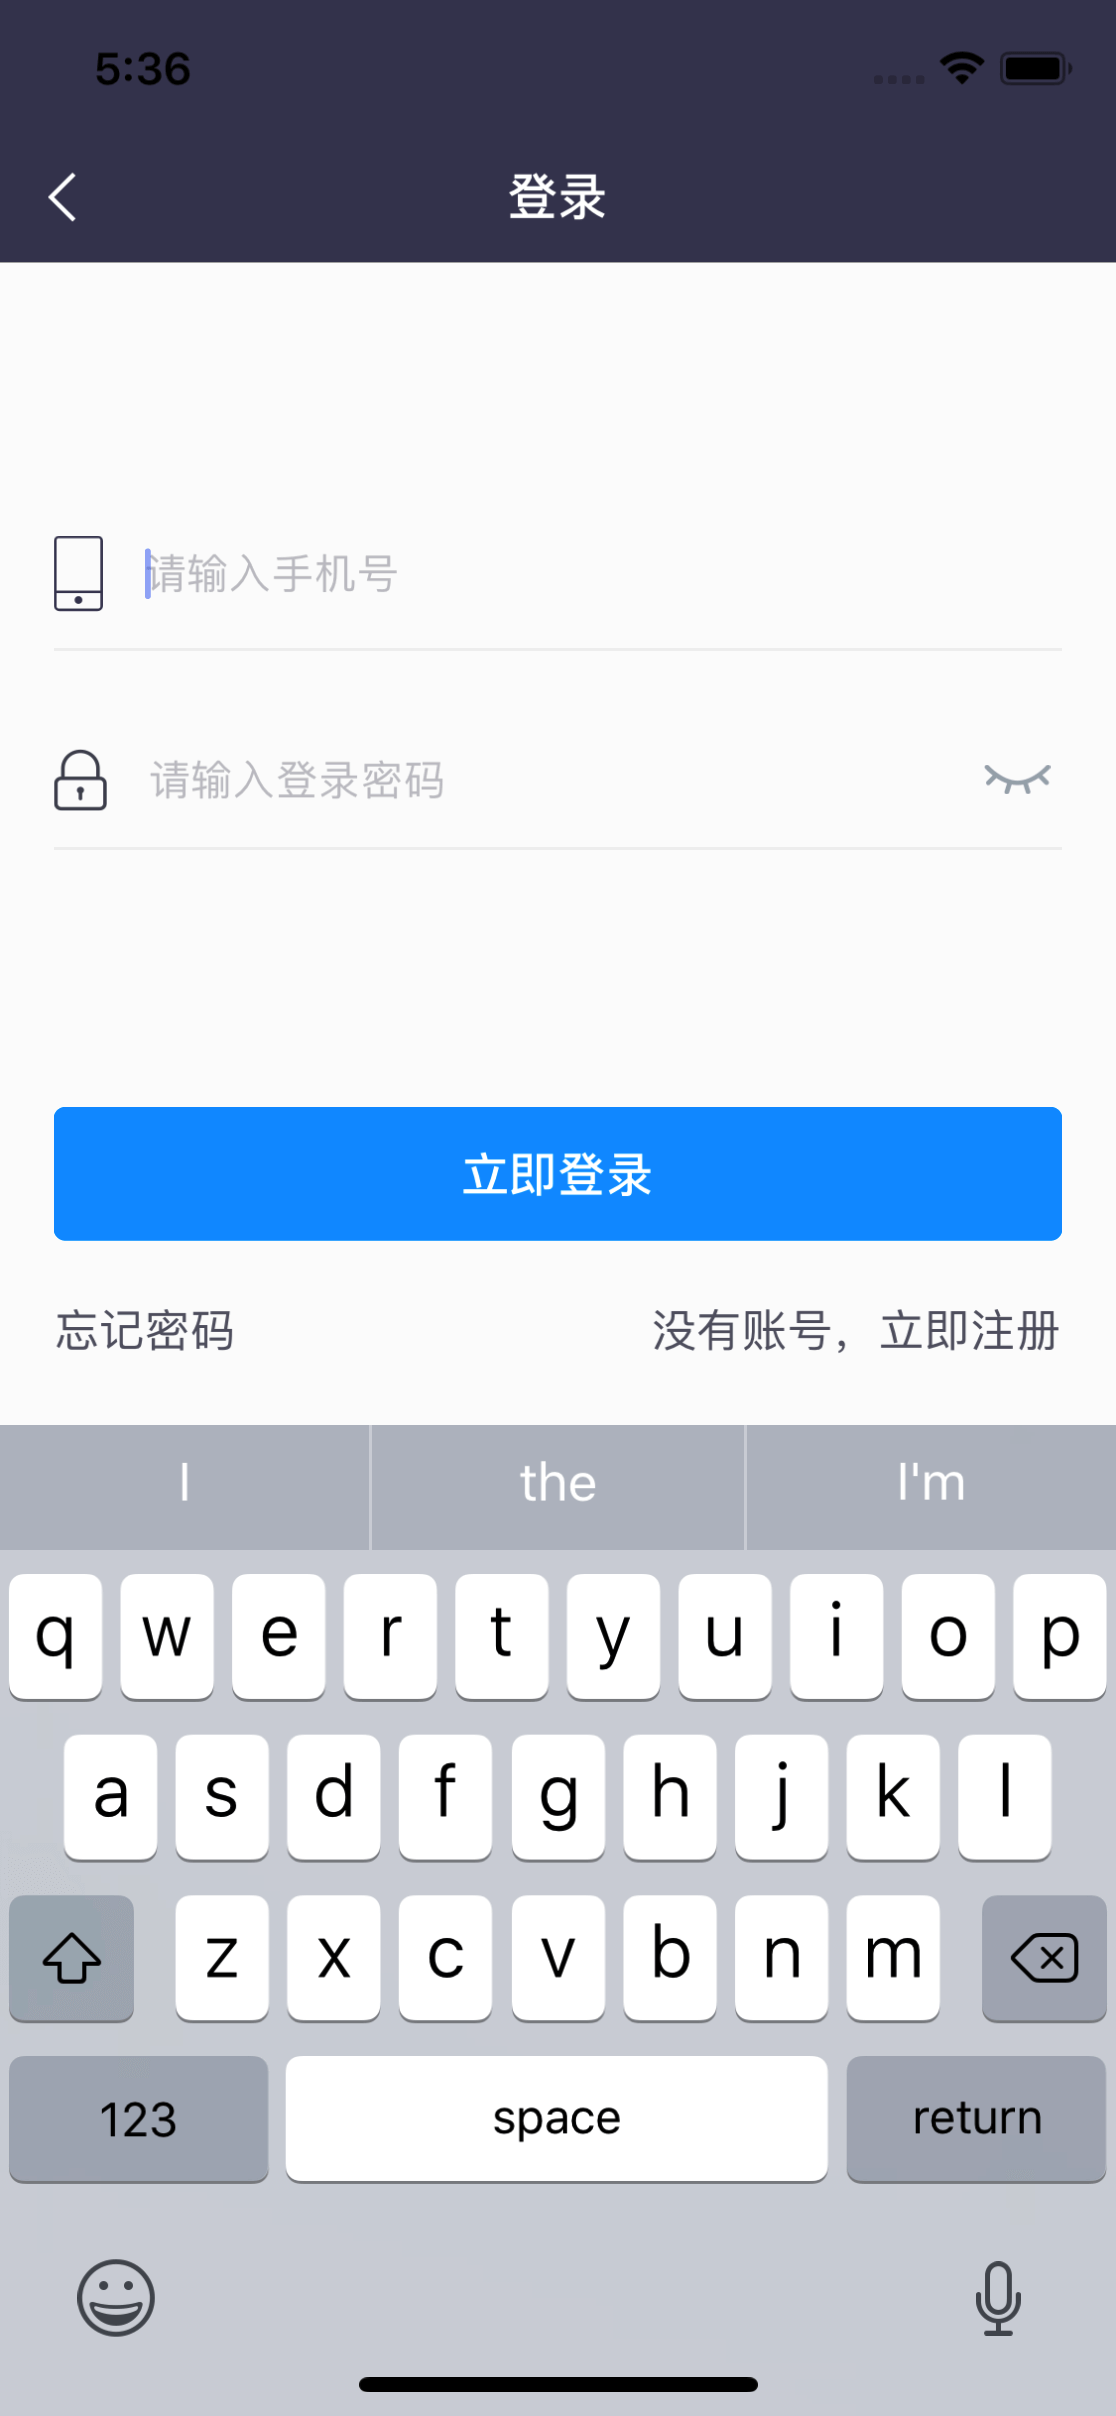 5:36
登录
请输入手机号
请输入登录密码
立即登录
忘记密码
没有账号，立即注册
I the I'm
q w e r t y u i o p
a s d f g h j k l
z x c v b n m
123 space return